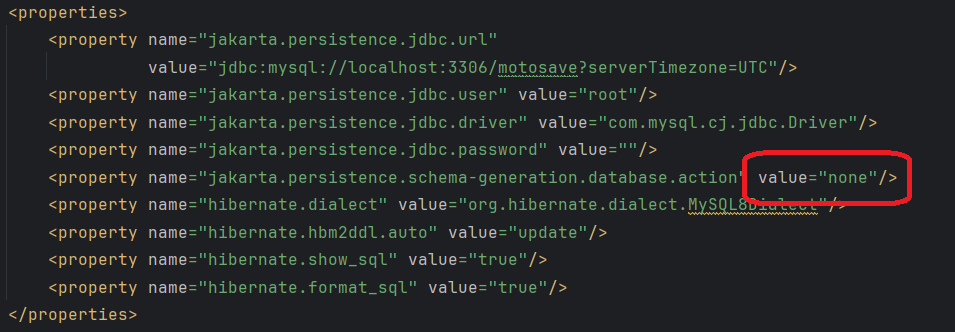 <properties>
<property name="jakarta.persistence.jdbc.url"
value="jdbc:mysql://localhost:3306/motosave?serverTimezone=UTC"/>
<property name="jakarta.persistence.jdbc.user" value="root"/>
<property name="jakarta.persistence.jdbc.driver" value="com.mysql.cj.jdbc.Driver"/>
<property name="jakarta.persistence.jdbc.password" value=""/>
<property name="jakarta.persistence.schema-generation.database.action" value="none"/>
<property name="hibernate.dialect" value="org.hibernate.dialect.MySQL8Dialect"/>
<property name="hibernate.hbm2ddl.auto" value="update"/>
<property name="hibernate.show_sql" value="true"/>
<property name="hibernate.format_sql" value="true"/>
</properties>